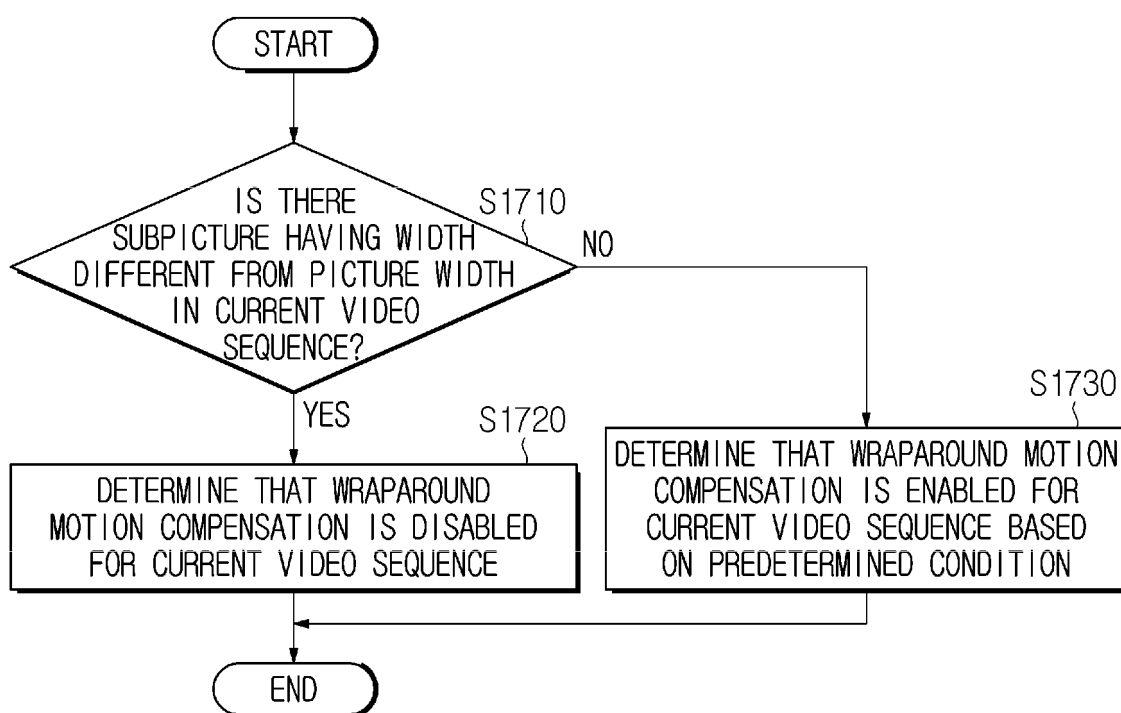 START
IS THERE
SUBPICTURE HAVING WIDTH
DIFFERENT FROM PICTURE WIDTH
IN CURRENT VIDEO
SEQUENCE?
S1710
NO
YES
S1720
DETERMINE THAT WRAPAROUND
MOTION COMPENSATION IS DISABLED
FOR CURRENT VIDEO SEQUENCE
S1730
DETERMINE THAT WRAPAROUND MOTION
COMPENSATION IS ENABLED FOR
CURRENT VIDEO SEQUENCE BASED
ON PREDETERMINED CONDITION
END